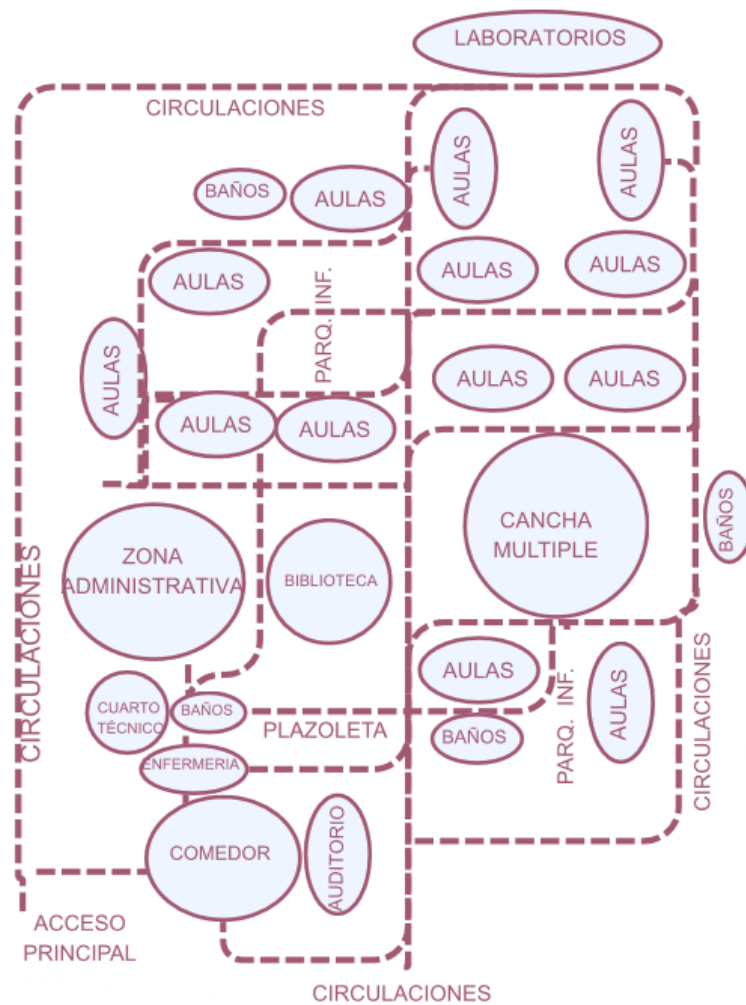 LABORATORIOS
CIRCULACIONES
AULAS
AULAS
BAÑOS
AULAS
AULAS
AULAS
AULAS
PARQ. INF.
AULAS
AULAS
AULAS
AULAS
AULAS
BAÑOS
CANCHA
MULTIPLE
ZONA
ADMINISTRATIVA
BIBLIOTECA
CIRCULACIONES
AULAS
PARQ. INF.
AULAS
CIRCULACIONES
CUARTO
TÉCNICO
BAÑOS
PLAZOLETA
BAÑOS
ENFERMERIA
COMEDOR
AUDITORIO
ACCESO
PRINCIPAL
CIRCULACIONES